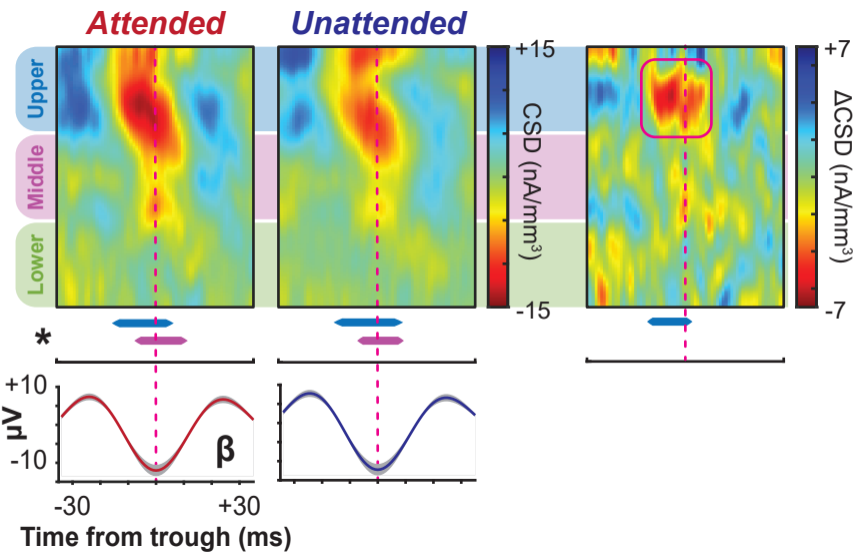 Attended
Unattended
Upper
Middle
Lower
+15
CSD (nA/mm³)
-15
+7
ΔCSD (nA/mm³)
-7
*
+10
μV
-10
β
-30
+30
Time from trough (ms)